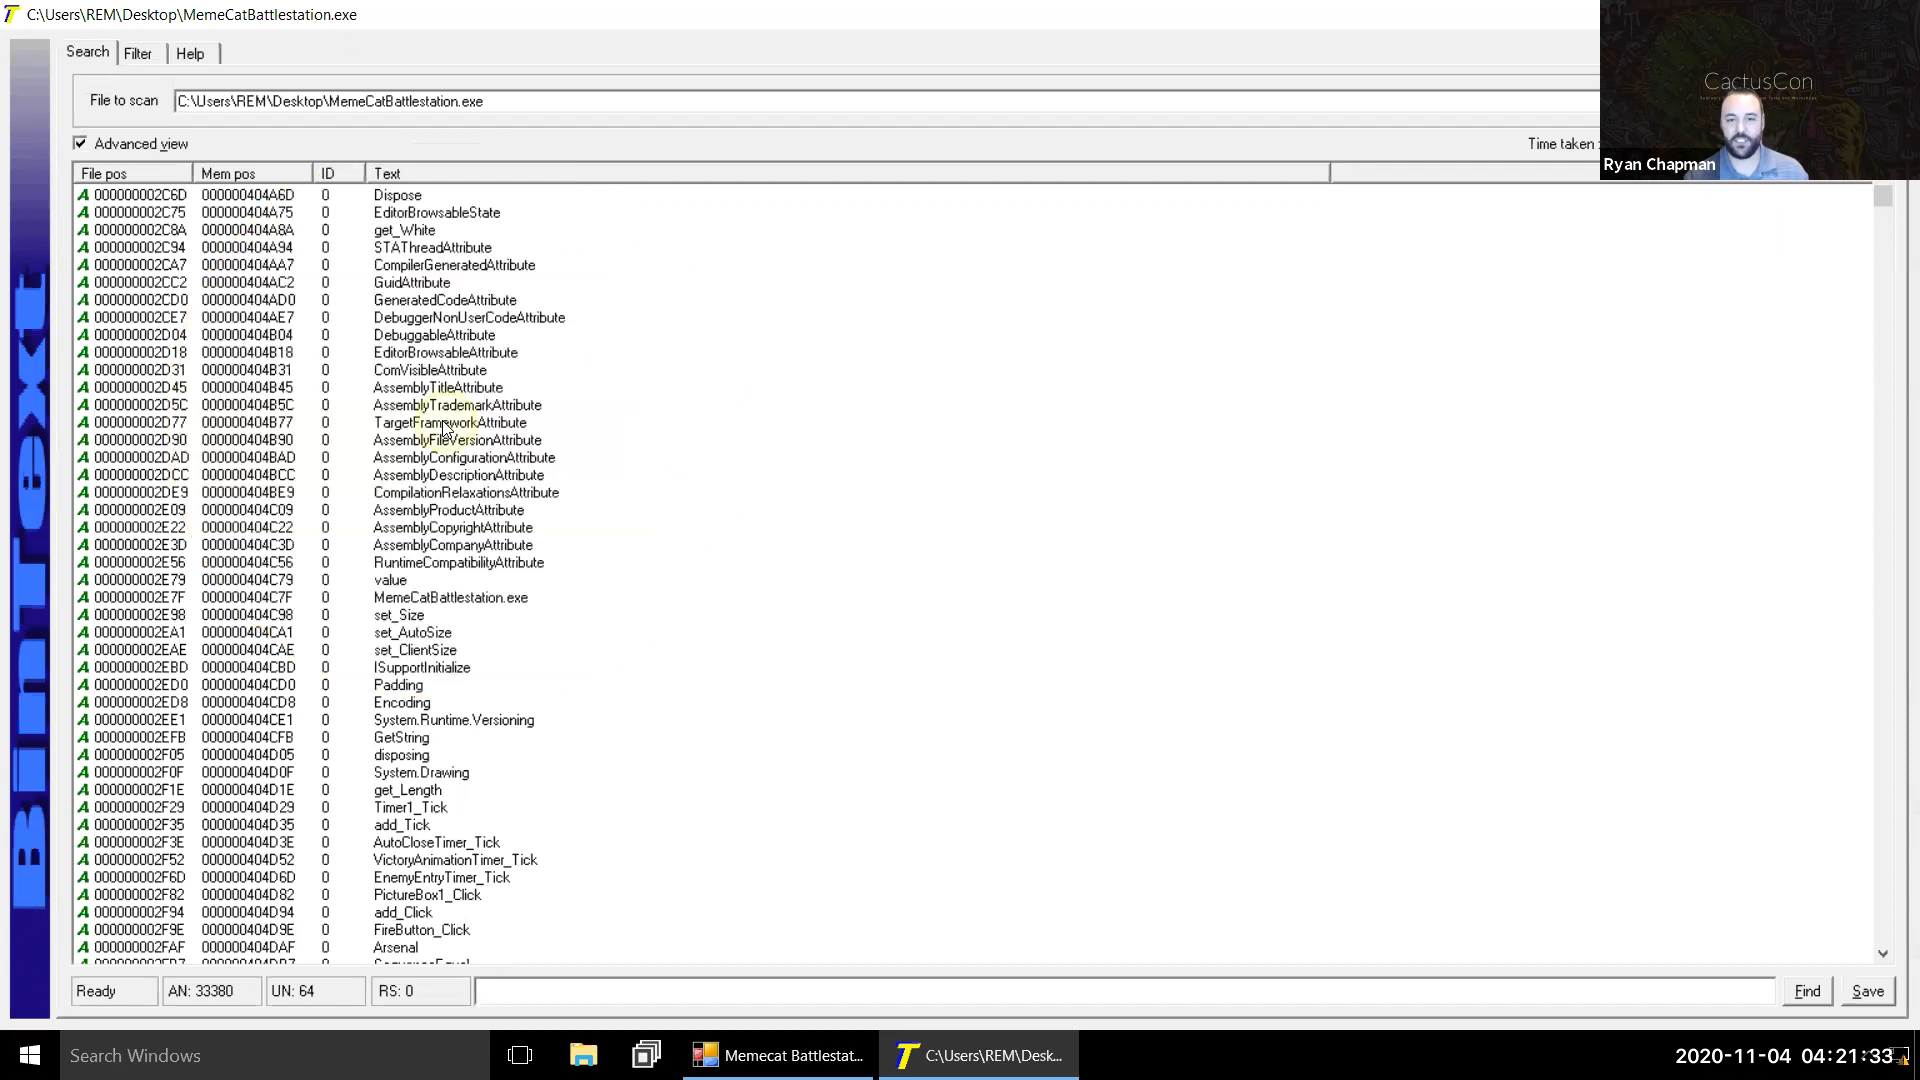 C:\Users\REM\Desktop\MemeCatBattlestation.exe
Search Filter Help
CactusCon
File to scan C:\Users\REM\Desktop\MemeCatBattlestation.exe
Advanced view Time taken :
Ryan Chapman
File pos Mem pos ID Text
A 000000002C6D 000000404A6D 0 Dispose
A 000000002C75 000000404A75 0 EditorBrowsableState
A 000000002C8A 000000404A8A 0 get_White
A 000000002C94 000000404A94 0 STAThreadAttribute
A 000000002CA7 000000404AA7 0 CompilerGeneratedAttribute
A 000000002CC2 000000404AC2 0 GuidAttribute
A 000000002CD0 000000404AD0 0 GeneratedCodeAttribute
A 000000002CE7 000000404AE7 0 DebuggerNonUserCodeAttribute
A 000000002D04 000000404B04 0 DebuggableAttribute
A 000000002D18 000000404B18 0 EditorBrowsableAttribute
A 000000002D31 000000404B31 0 ComVisibleAttribute
A 000000002D45 000000404B45 0 AssemblyTitleAttribute
A 000000002D5C 000000404B5C 0 AssemblyTrademarkAttribute
A 000000002D77 000000404B77 0 TargetFrameworkAttribute
A 000000002D90 000000404B90 0 AssemblyFileVersionAttribute
A 000000002DAD 000000404BAD 0 AssemblyConfigurationAttribute
A 000000002DCC 000000404BCC 0 AssemblyDescriptionAttribute
A 000000002DE9 000000404BE9 0 CompilationRelaxationsAttribute
A 000000002E09 000000404C09 0 AssemblyProductAttribute
A 000000002E22 000000404C22 0 AssemblyCopyrightAttribute
A 000000002E3D 000000404C3D 0 AssemblyCompanyAttribute
A 000000002E56 000000404C56 0 RuntimeCompatibilityAttribute
A 000000002E79 000000404C79 0 value
A 000000002E7F 000000404C7F 0 MemeCatBattlestation.exe
A 000000002E98 000000404C98 0 set_Size
A 000000002EA1 000000404CA1 0 set_AutoSize
A 000000002EAE 000000404CAE 0 set_ClientSize
A 000000002EBD 000000404CBD 0 ISupportInitialize
A 000000002ED0 000000404CD0 0 Padding
A 000000002ED8 000000404CD8 0 Encoding
A 000000002EE1 000000404CE1 0 System.Runtime.Versioning
A 000000002EFB 000000404CFB 0 GetString
A 000000002F05 000000404D05 0 disposing
A 000000002F0F 000000404D0F 0 System.Drawing
A 000000002F1E 000000404D1E 0 get_Length
A 000000002F29 000000404D29 0 Timer1_Tick
A 000000002F35 000000404D35 0 add_Tick
A 000000002F3E 000000404D3E 0 AutoCloseTimer_Tick
A 000000002F52 000000404D52 0 VictoryAnimationTimer_Tick
A 000000002F6D 000000404D6D 0 EnemyEntryTimer_Tick
A 000000002F82 000000404D82 0 PictureBox1_Click
A 000000002F94 000000404D94 0 add_Click
A 000000002F9E 000000404D9E 0 FireButton_Click
A 000000002FAF 000000404DAF 0 Arsenal
BinText
Ready AN: 33380 UN: 64 RS: 0 Find Save
Search Windows Memecat Battlestat... C:\Users\REM\Desk... 2020-11-04 04:21:33